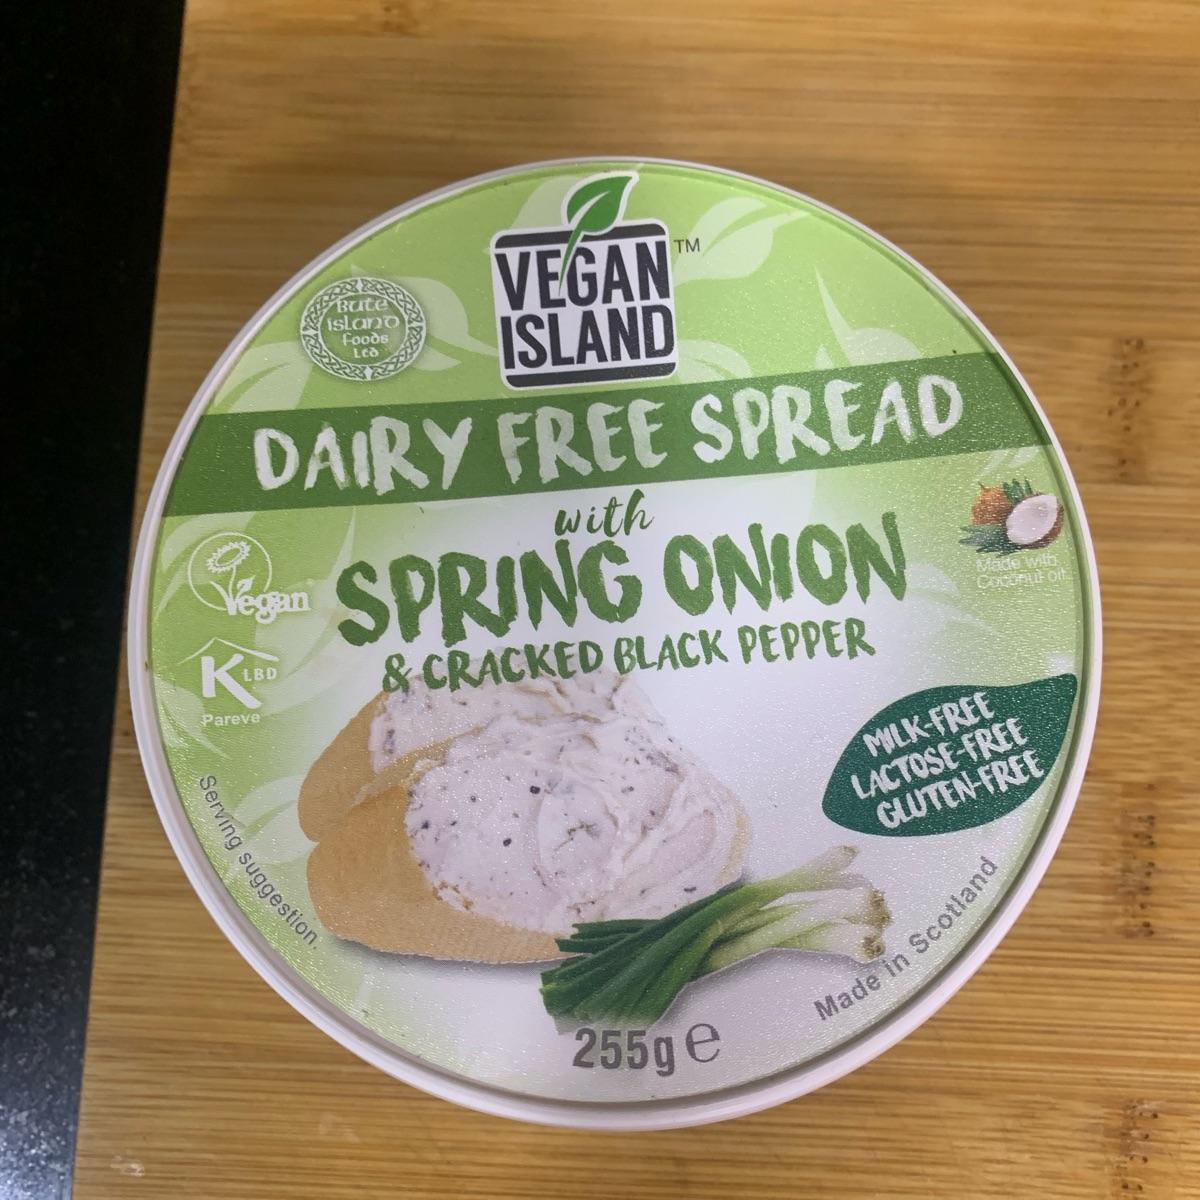 VEGAN
ISLAND
TM
Bute
Island
Foods
Ltd
DAIRY FREE SPREAD
with
SPRING ONION
& CRACKED BLACK PEPPER
Made with
Coconut oil
Vegan
K LBD
Pareve
MILK-FREE
LACTOSE-FREE
GLUTEN-FREE
Serving suggestion.
Made in Scotland
255g e